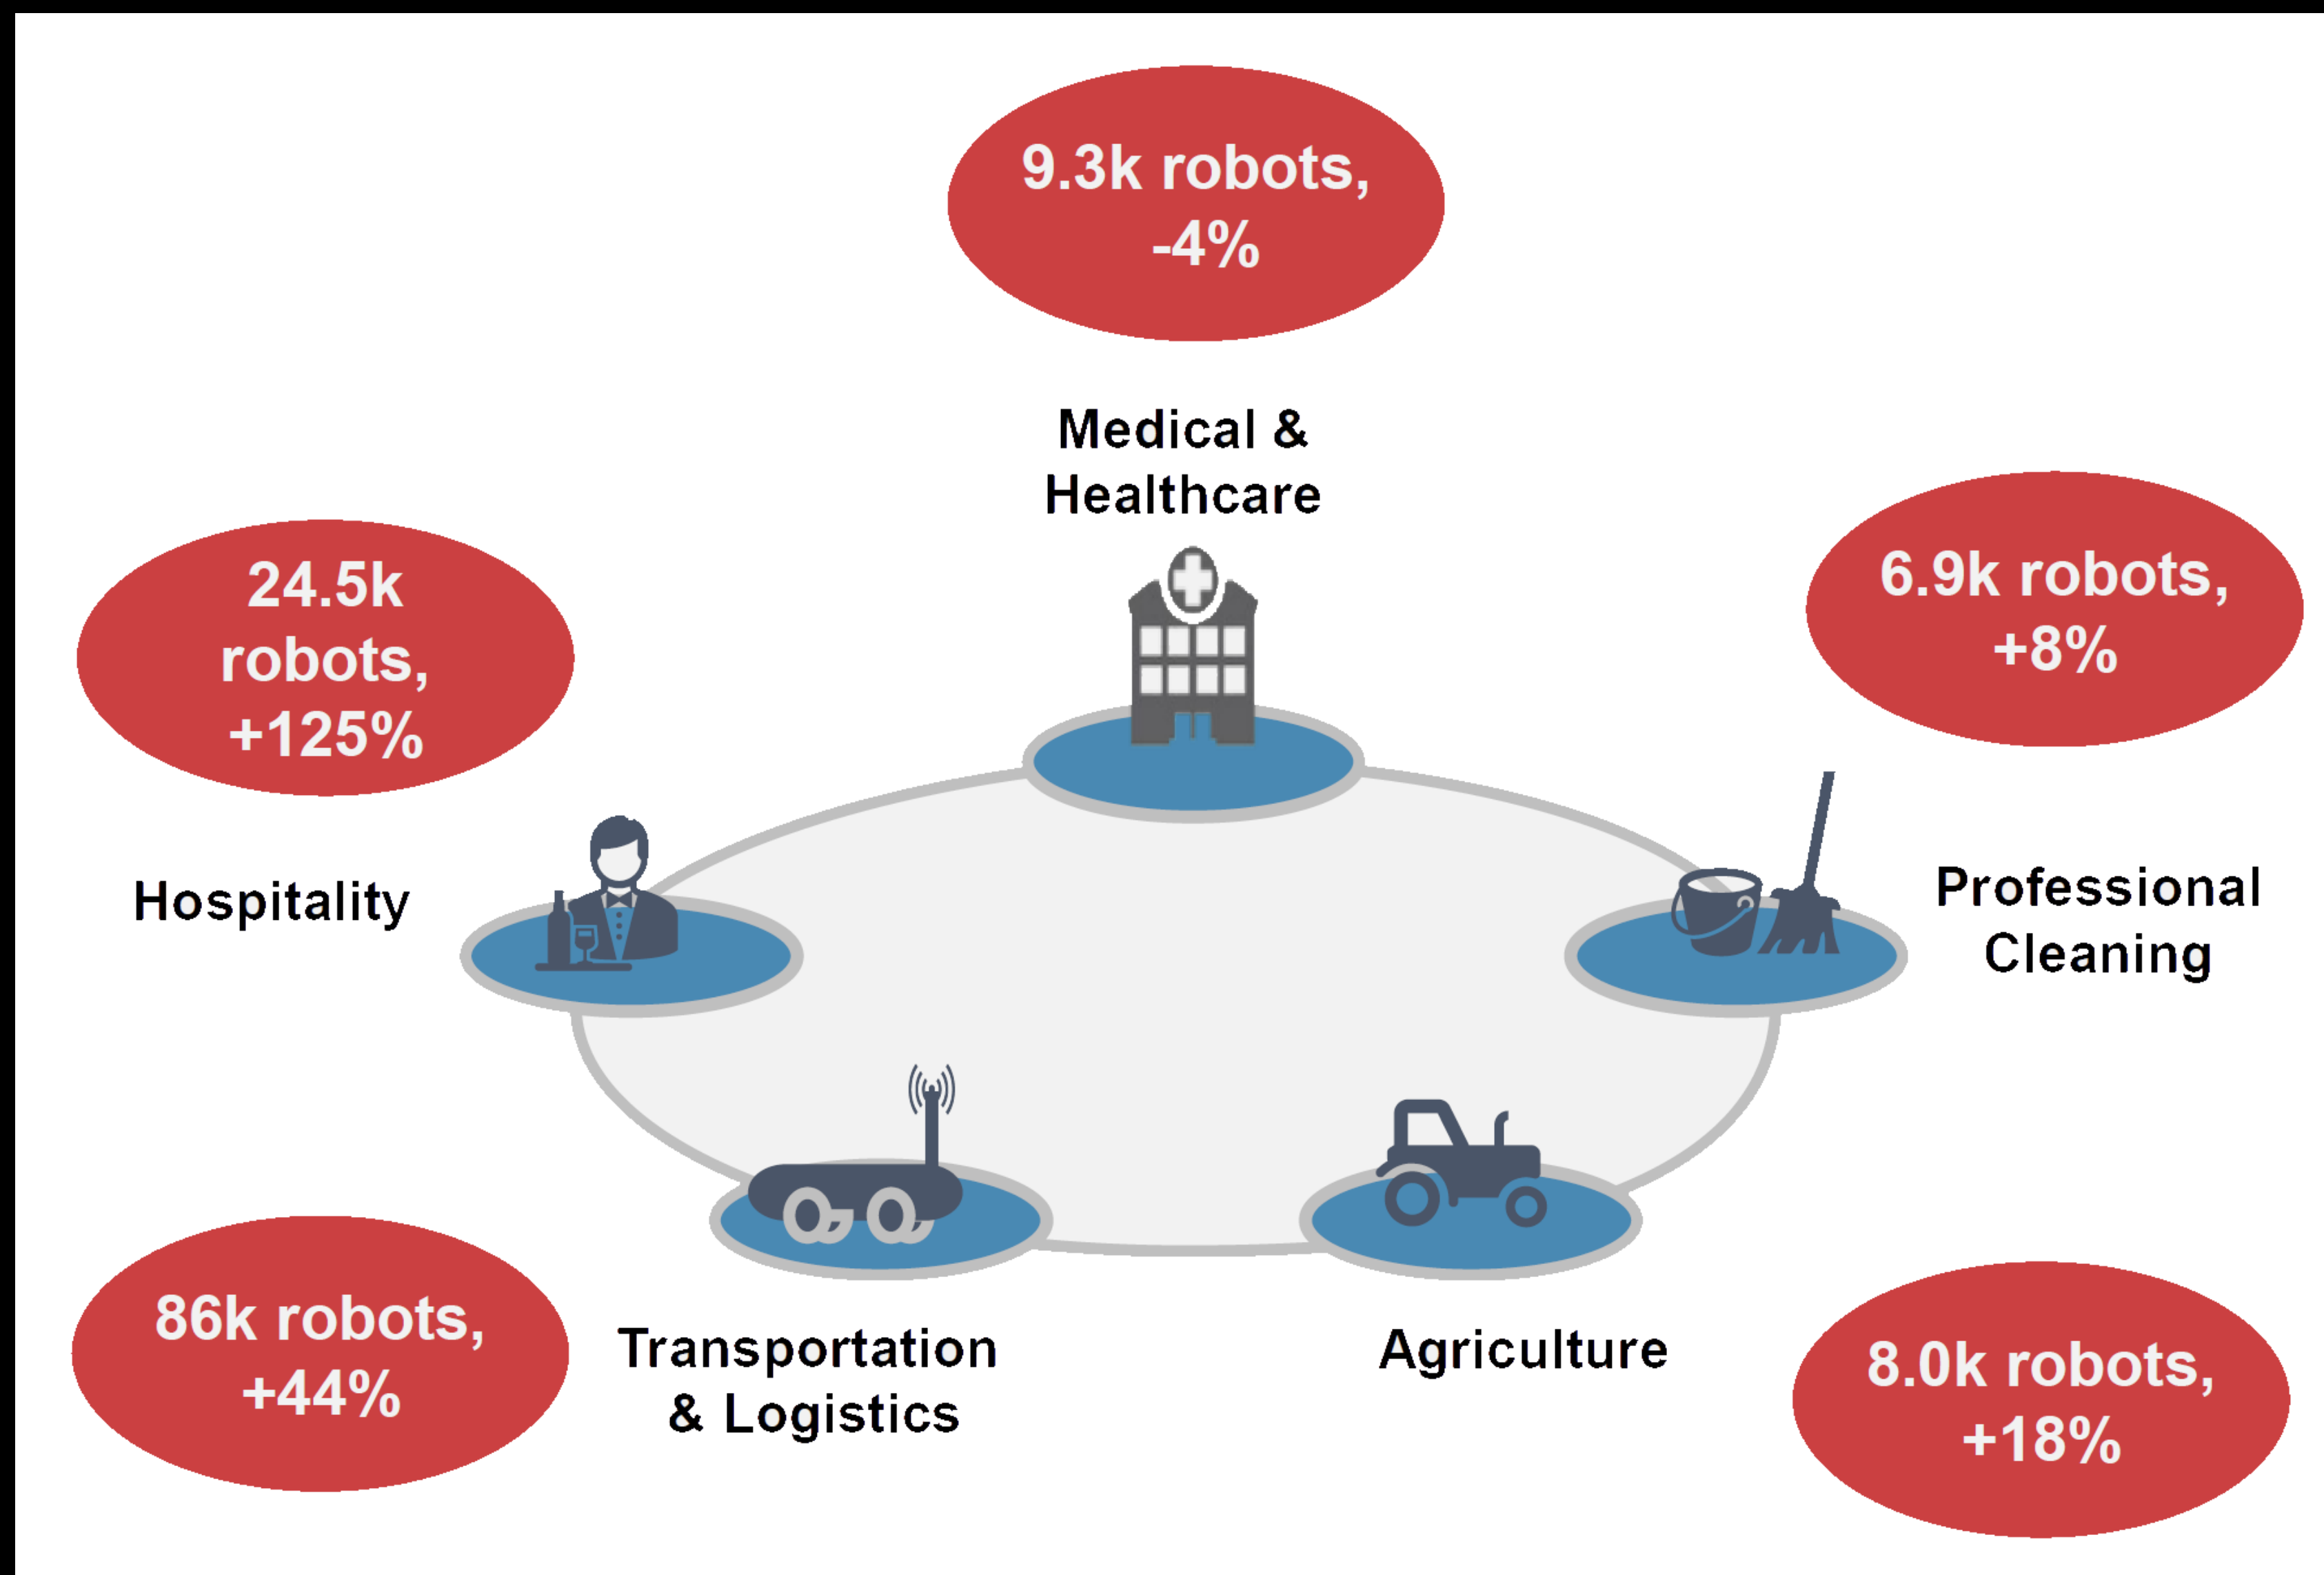 9.3k robots,
-4%
Medical &
Healthcare
24.5k
robots,
+125%
Hospitality
6.9k robots,
+8%
Professional
Cleaning
86k robots,
+44%
Transportation
& Logistics
Agriculture
8.0k robots,
+18%